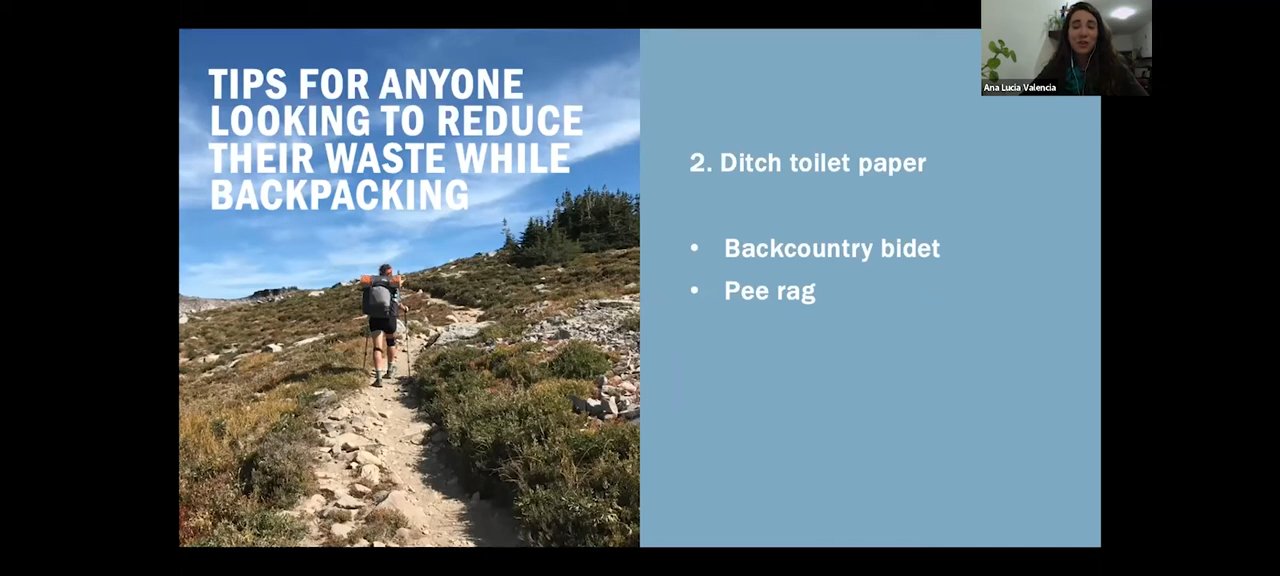 TIPS FOR ANYONE
LOOKING TO REDUCE
THEIR WASTE WHILE
BACKPACKING
2. Ditch toilet paper
• Backcountry bidet
• Pee rag
Ana Lucia Valencia